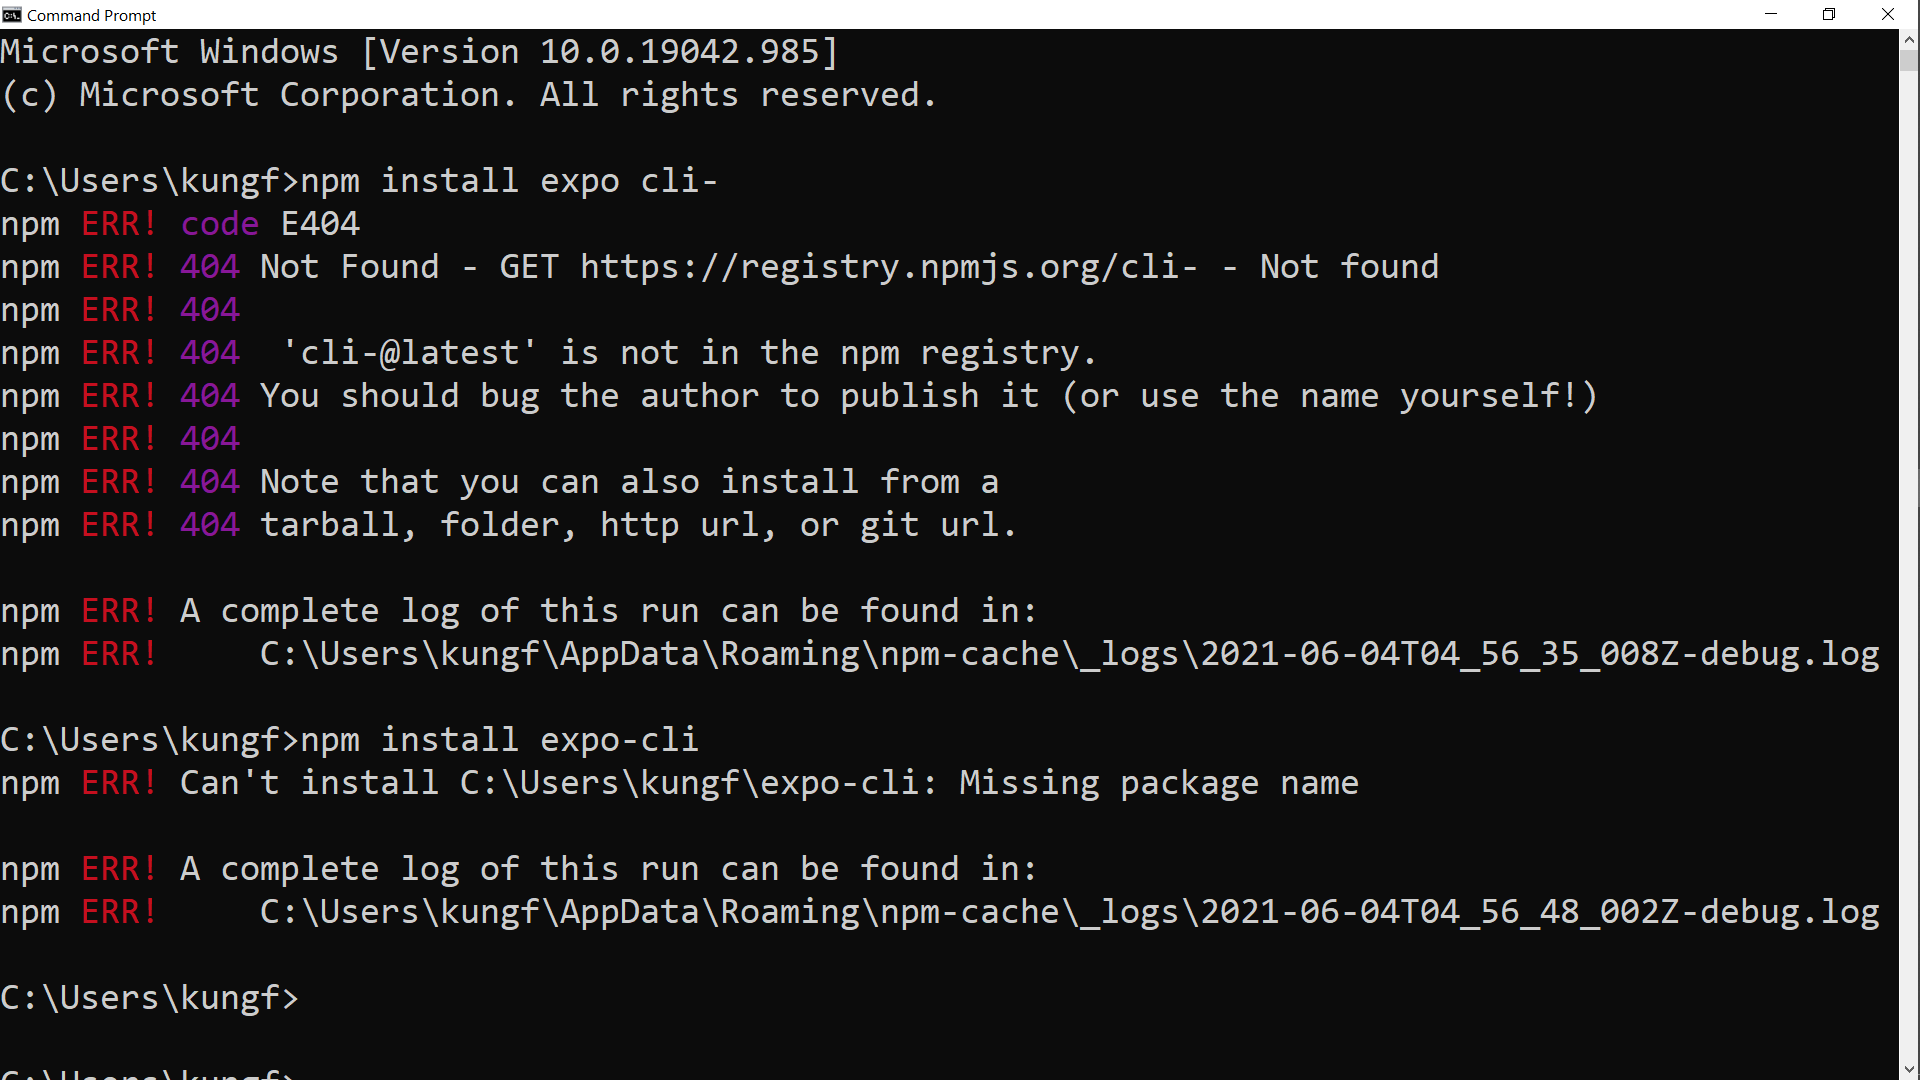 Command Prompt
Microsoft Windows [Version 10.0.19042.985]
(c) Microsoft Corporation. All rights reserved.
C:\Users\kungf>npm install expo cli-
npm ERR! code E404
npm ERR! 404 Not Found - GET https://registry.npmjs.org/cli- - Not found
npm ERR! 404
npm ERR! 404  'cli-@latest' is not in the npm registry.
npm ERR! 404 You should bug the author to publish it (or use the name yourself!)
npm ERR! 404
npm ERR! 404 Note that you can also install from a
npm ERR! 404 tarball, folder, http url, or git url.
npm ERR! A complete log of this run can be found in:
npm ERR!     C:\Users\kungf\AppData\Roaming\npm-cache\_logs\2021-06-04T04_56_35_008Z-debug.log
C:\Users\kungf>npm install expo-cli
npm ERR! Can't install C:\Users\kungf\expo-cli: Missing package name
npm ERR! A complete log of this run can be found in:
npm ERR!     C:\Users\kungf\AppData\Roaming\npm-cache\_logs\2021-06-04T04_56_48_002Z-debug.log
C:\Users\kungf>
C:\Users\kungf>